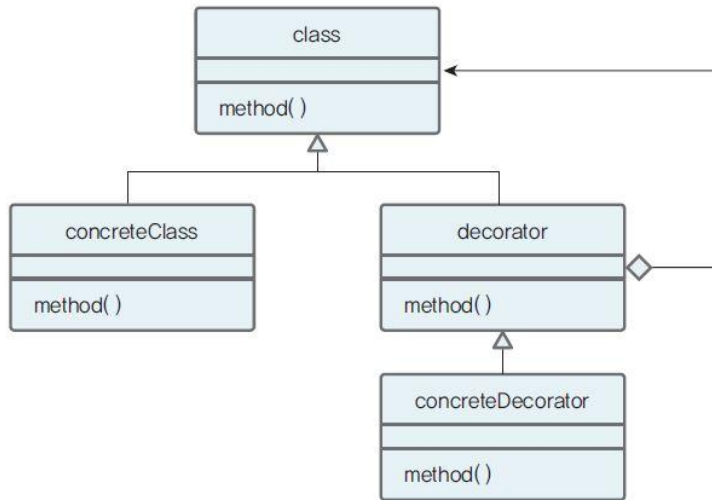 class
method( )
concreteClass
method( )
decorator
method( )
concreteDecorator
method( )